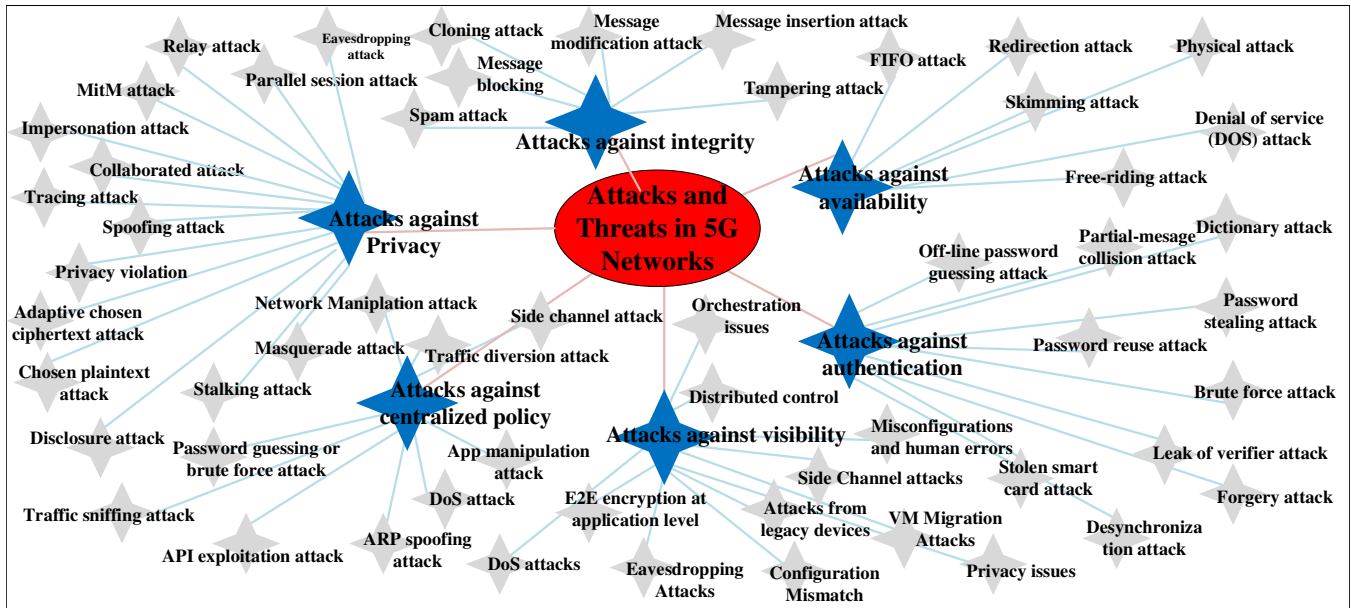 Relay attack
Eavesdropping
attack
Cloning attack
Message
modification attack
Message insertion attack
FIFO attack
Redirection attack
Physical attack
MitM attack
Parallel session attack
Message
blocking
Tampering attack
Skimming attack
Impersonation attack
Spam attack
Attacks against integrity
Denial of service
(DOS) attack
Collaborated attack
Tracing attack
Attacks against
availability
Free-riding attack
Spoofing attack
Attacks against
Privacy
Attacks and
Threats in 5G
Networks
Off-line password
guessing attack
Partial-mesage
collision attack
Dictionary attack
Privacy violation
Network Maniplation attack
Side channel attack
Orchestration
issues
Password
stealing attack
Adaptive chosen
ciphertext attack
Masquerade attack
Traffic diversion attack
Attacks against
authentication
Password reuse attack
Chosen plaintext
attack
Stalking attack
Attacks against
centralized policy
Distributed control
Brute force attack
Disclosure attack
Password guessing or
brute force attack
App manipulation
attack
Attacks against visibility
Misconfigurations
and human errors
Leak of verifier attack
Side Channel attacks
Stolen smart
card attack
Forgery attack
Traffic sniffing attack
DoS attack
E2E encryption at
application level
Attacks from
legacy devices
VM Migration
Attacks
Desynchroniza
tion attack
API exploitation attack
ARP spoofing
attack
DoS attacks
Eavesdropping
Attacks
Configuration
Mismatch
Privacy issues